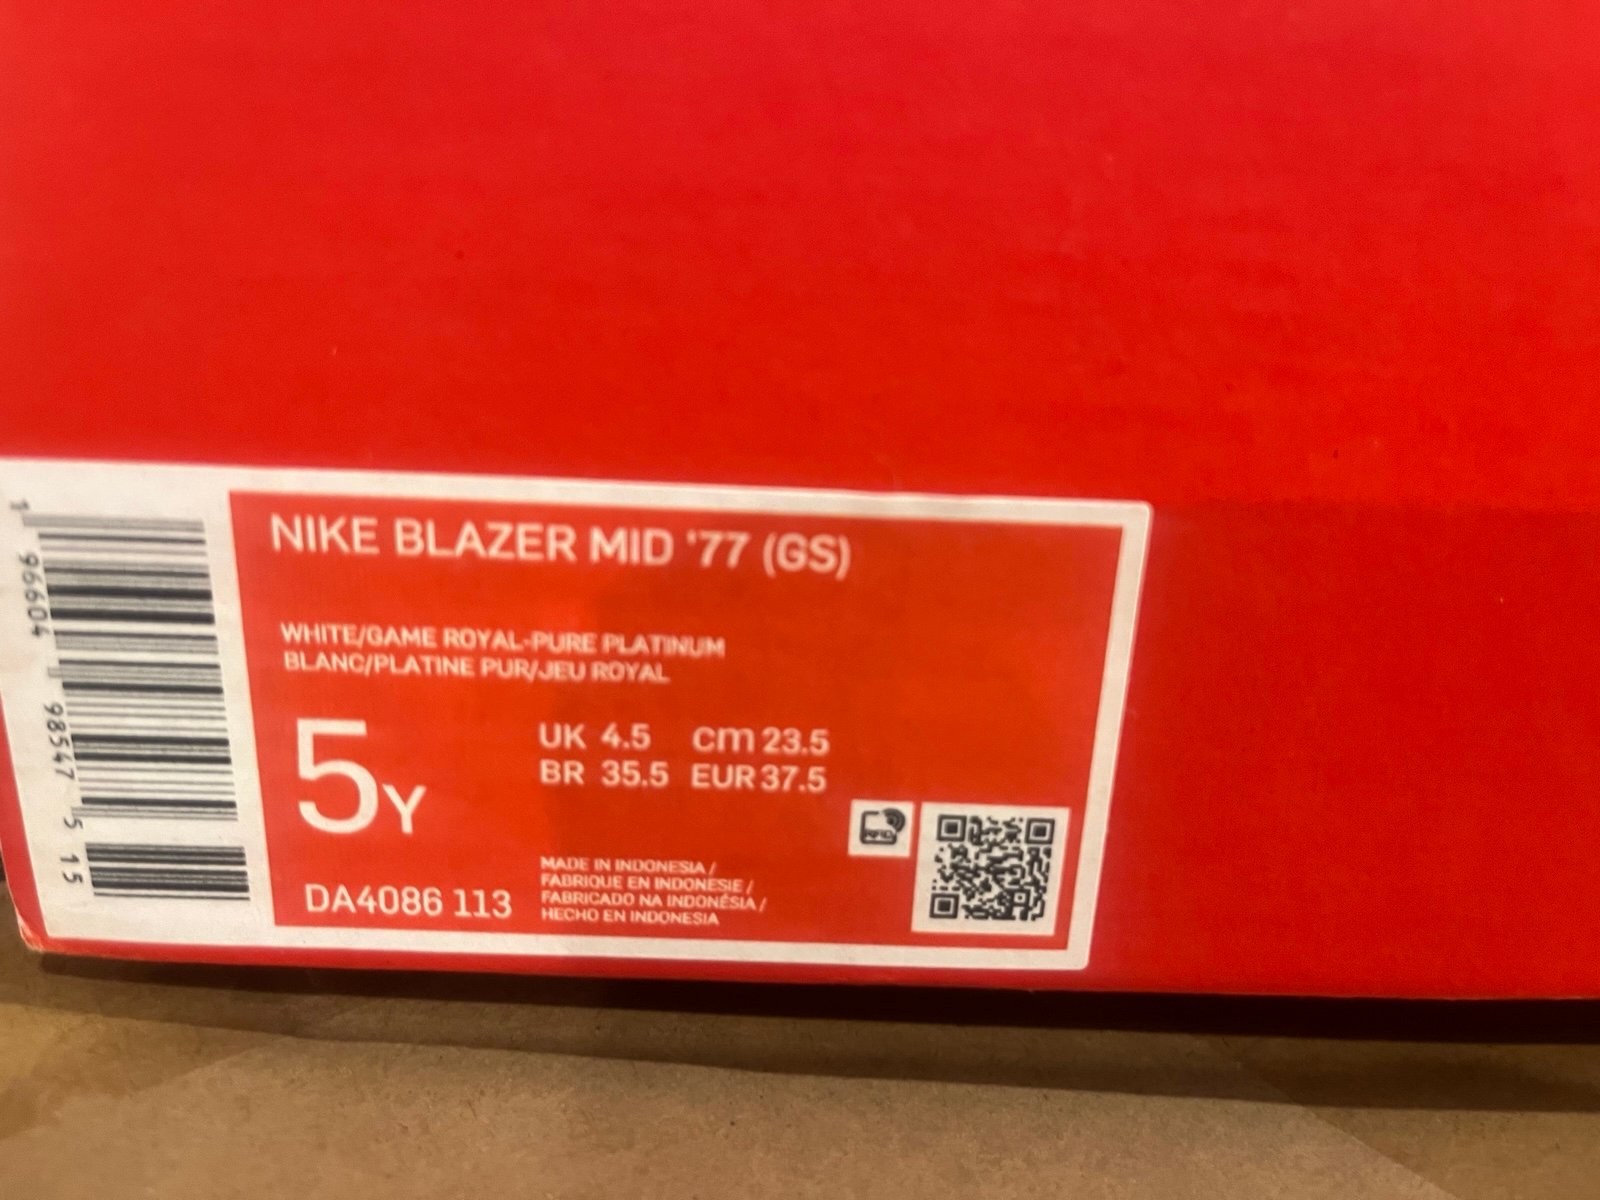 1 96604 98547 5 15
NIKE BLAZER MID '77 (GS)
WHITE/GAME ROYAL-PURE PLATINUM
BLANC/PLATINE PUR/JEU ROYAL
5Y
UK 4.5 cm 23.5
BR 35.5 EUR 37.5
RFID
DA4086 113
MADE IN INDONESIA /
FABRIQUE EN INDONESIE /
FABRICADO NA INDONÉSIA /
HECHO EN INDONESIA